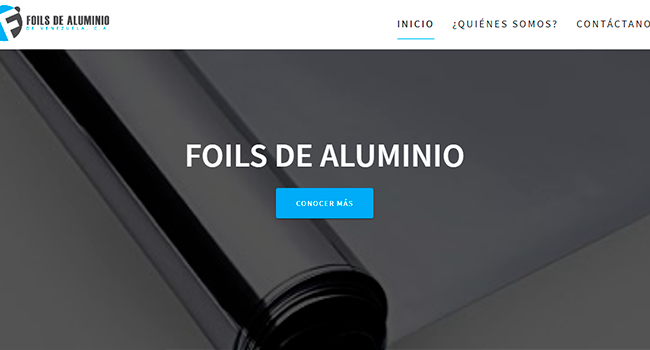 FOILS DE ALUMINIO
DE VENEZUELA, C.A.
INICIO ¿QUIÉNES SOMOS? CONTÁCTANO
FOILS DE ALUMINIO
CONOCER MÁS